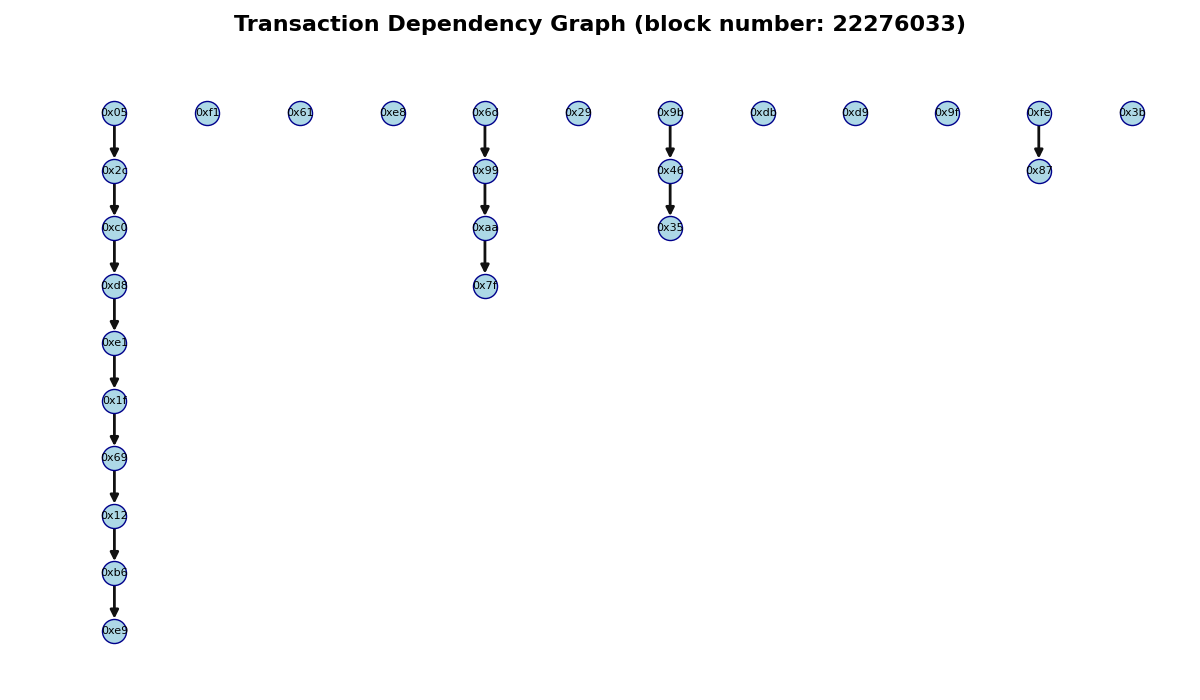 Transaction Dependency Graph (block number: 22276033)
0x05 0xf1 0x61 0xe8 0x6d 0x29 0x9b 0xdb 0xd9 0x9f 0xfe 0x3b
0x2c 0x99 0x46 0x87
0xc0 0xaa 0x35
0xd8 0x7f
0xe1
0x1f
0x69
0x12
0xb6
0xe9